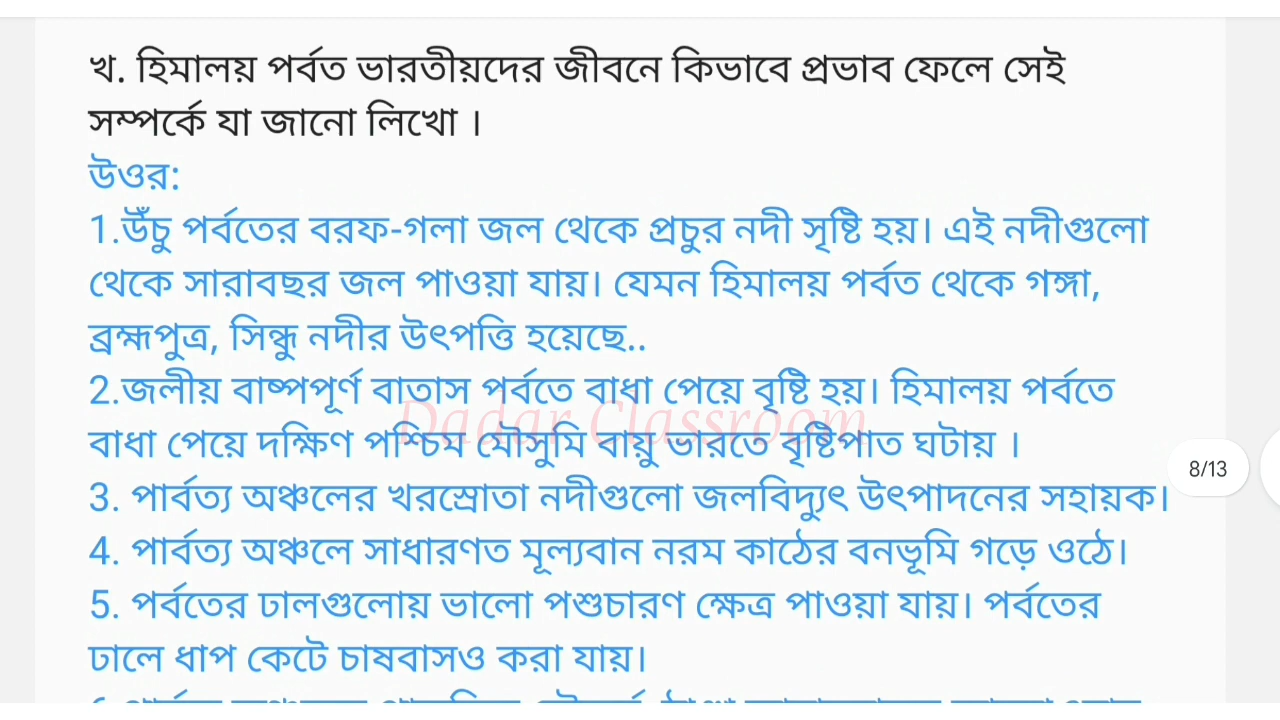 খ. হিমালয় পর্বত ভারতীয়দের জীবনে কিভাবে প্রভাব ফেলে সেই
সম্পর্কে যা জানো লিখো ।
উওর:
1.উঁচু পর্বতের বরফ-গলা জল থেকে প্রচুর নদী সৃষ্টি হয়। এই নদীগুলো
থেকে সারাবছর জল পাওয়া যায়। যেমন হিমালয় পর্বত থেকে গঙ্গা,
ব্রহ্মপুত্র, সিন্ধু নদীর উৎপত্তি হয়েছে..
2.জলীয় বাষ্পপূর্ণ বাতাস পর্বতে বাধা পেয়ে বৃষ্টি হয়। হিমালয় পর্বতে
Dadar Classroom
বাধা পেয়ে দক্ষিণ পশ্চিম মৌসুমি বায়ু ভারতে বৃষ্টিপাত ঘটায় ।
8/13
3. পার্বত্য অঞ্চলের খরস্রোতা নদীগুলো জলবিদ্যুৎ উৎপাদনের সহায়ক।
4. পার্বত্য অঞ্চলে সাধারণত মূল্যবান নরম কাঠের বনভূমি গড়ে ওঠে।
5. পর্বতের ঢালগুলোয় ভালো পশুচারণ ক্ষেত্র পাওয়া যায়। পর্বতের
ঢালে ধাপ কেটে চাষবাসও করা যায়।